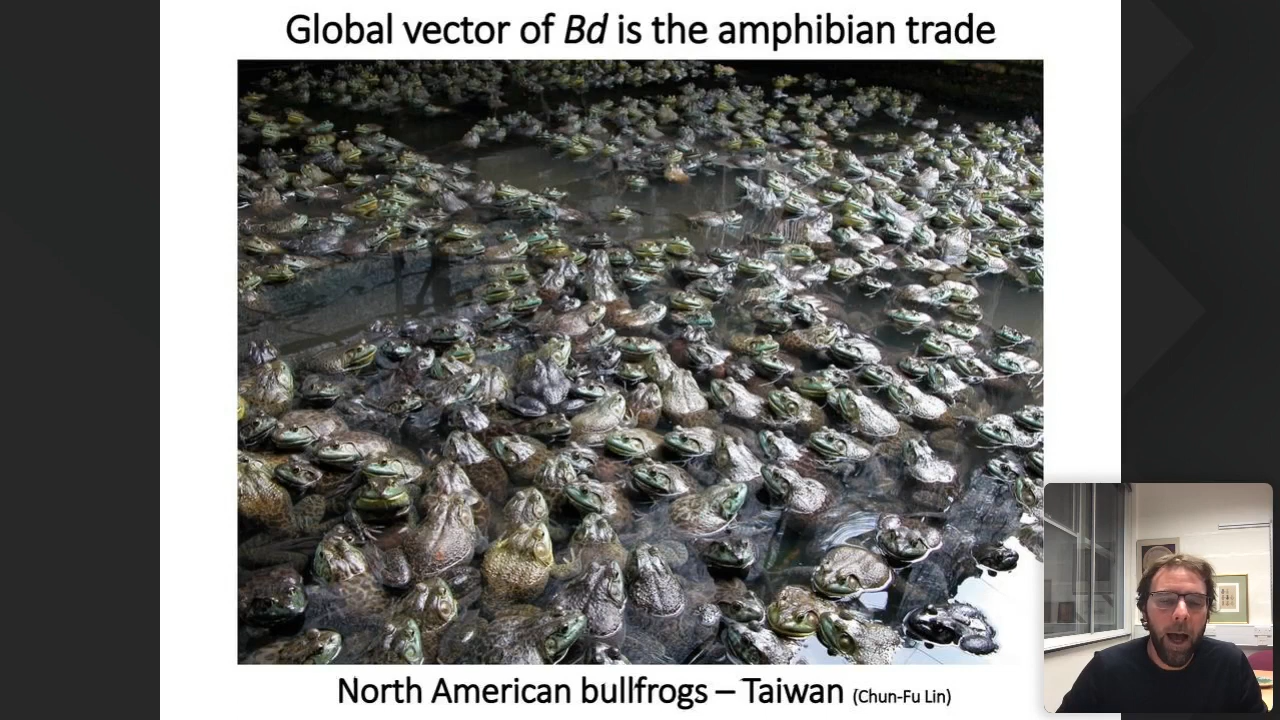 Global vector of Bd is the amphibian trade
North American bullfrogs – Taiwan (Chun-Fu Lin)